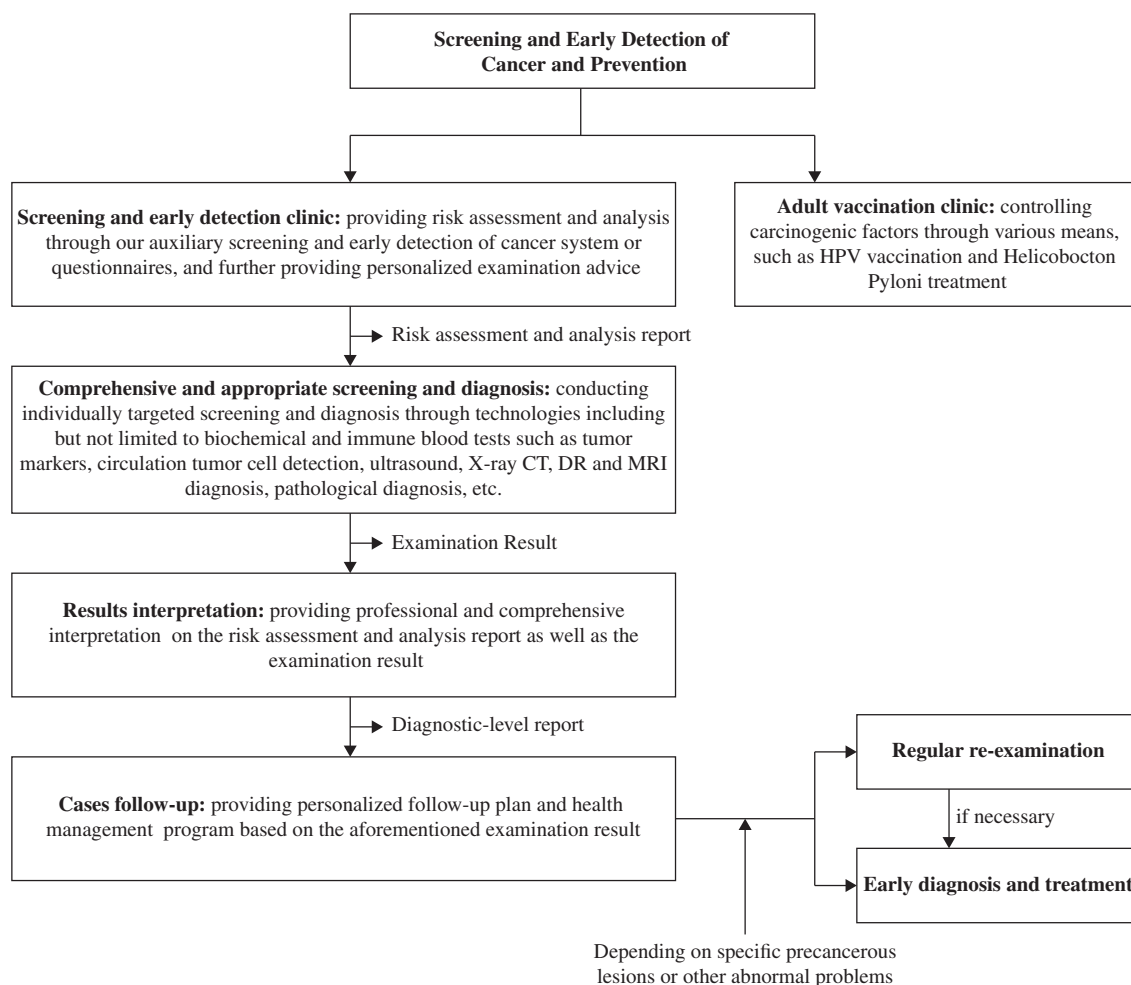 Screening and Early Detection of
Cancer and Prevention
Screening and early detection clinic: providing risk assessment and analysis
through our auxiliary screening and early detection of cancer system or
questionnaires, and further providing personalized examination advice
Adult vaccination clinic: controlling
carcinogenic factors through various means,
such as HPV vaccination and Helicobocton
Pyloni treatment
Risk assessment and analysis report
Comprehensive and appropriate screening and diagnosis: conducting
individually targeted screening and diagnosis through technologies including
but not limited to biochemical and immune blood tests such as tumor
markers, circulation tumor cell detection, ultrasound, X-ray CT, DR and MRI
diagnosis, pathological diagnosis, etc.
Examination Result
Results interpretation: providing professional and comprehensive
interpretation on the risk assessment and analysis report as well as the
examination result
Diagnostic-level report
Cases follow-up: providing personalized follow-up plan and health
management program based on the aforementioned examination result
Regular re-examination
if necessary
Early diagnosis and treatment
Depending on specific precancerous
lesions or other abnormal problems